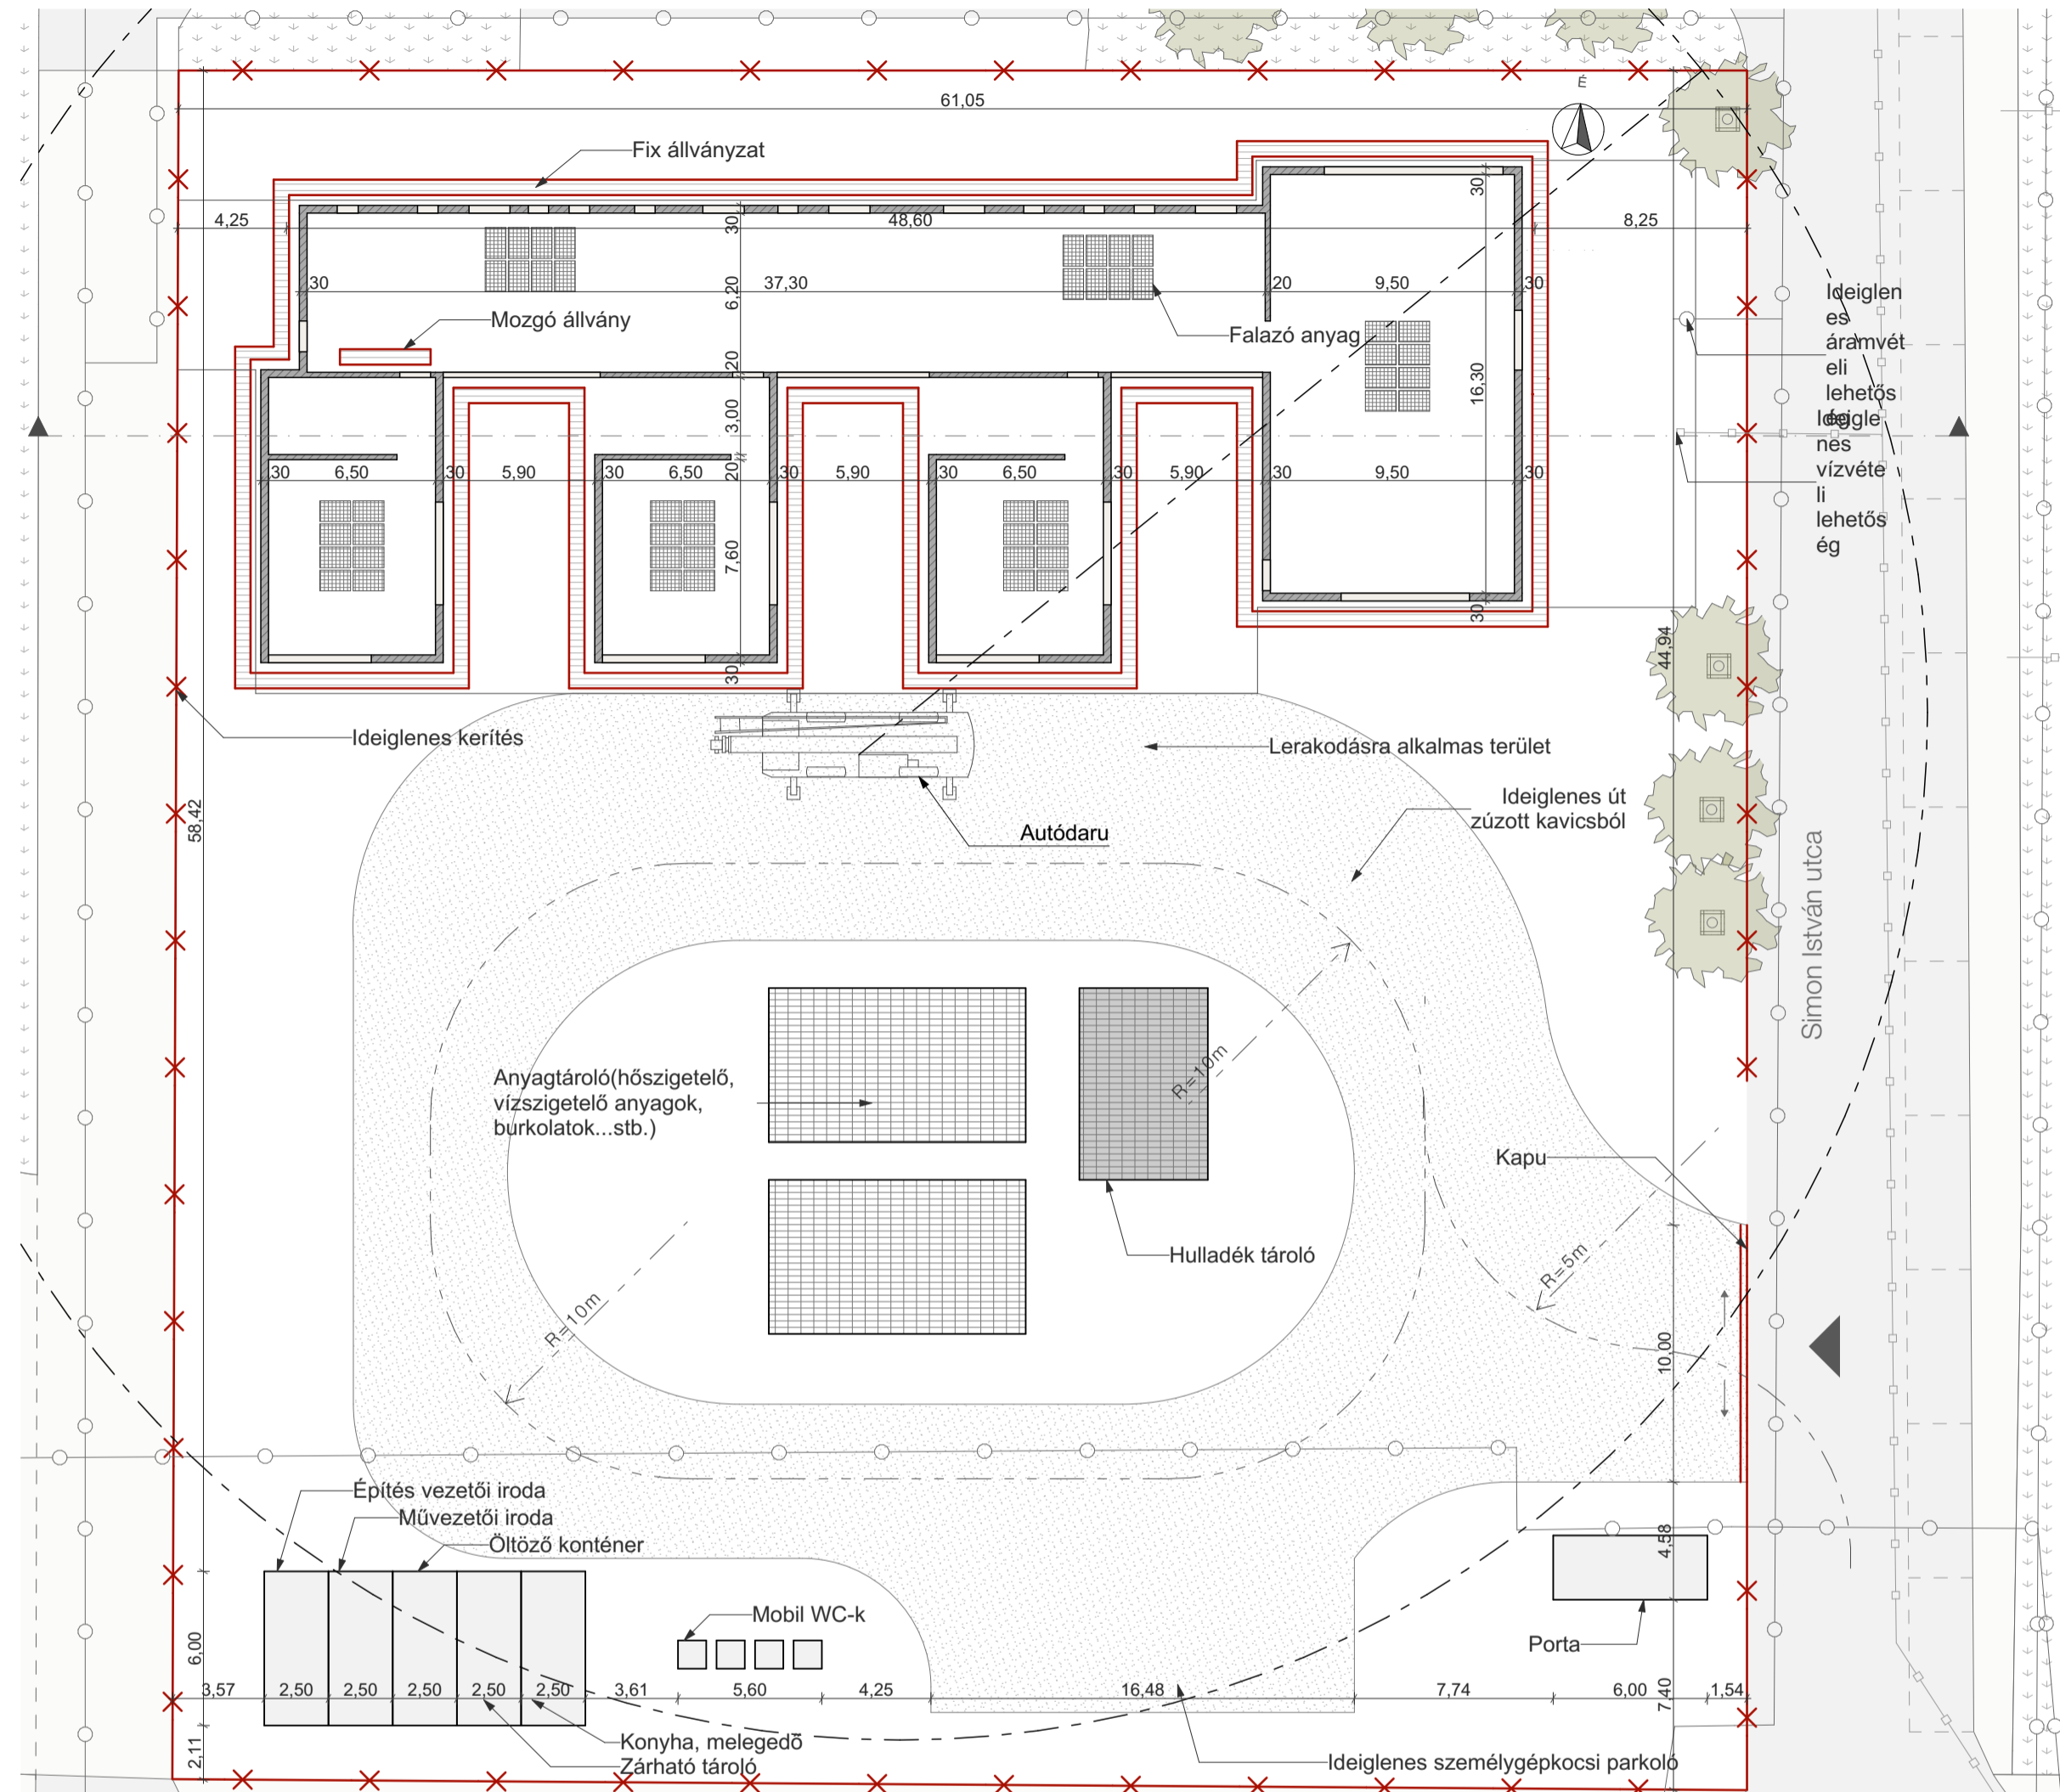 É
61,05
Fix állványzat
30
4,25
30
48,60
8,25
30
37,30
6,20
20
9,50
30
Ideiglen
es
áramvét
eli
lehetős
ég
Mozgó állvány
Falazó anyag
20
16,30
3,00
Ideigle
nes
vízvéte
li
lehetős
ég
30
6,50
30
5,90
30
6,50
20
30
5,90
30
6,50
30
5,90
30
9,50
30
7,60
30
30
44,94
Ideiglenes kerítés
Lerakodásra alkalmas terület
58,42
Autódaru
Ideiglenes út
zúzott kavicsból
Simon István utca
R=10m
Anyagtároló(hőszigetelő,
vízszigetelő anyagok,
burkolatok...stb.)
Kapu
Hulladék tároló
R=5m
R=10m
10,00
Építés vezetői iroda
Művezetői iroda
Öltöző konténer
4,58
Mobil WC-k
Porta
6,00
3,57
2,50
2,50
2,50
2,50
2,50
3,61
5,60
4,25
16,48
7,74
6,00
1,54
7,40
2,11
Konyha, melegedő
Zárható tároló
Ideiglenes személygépkocsi parkoló